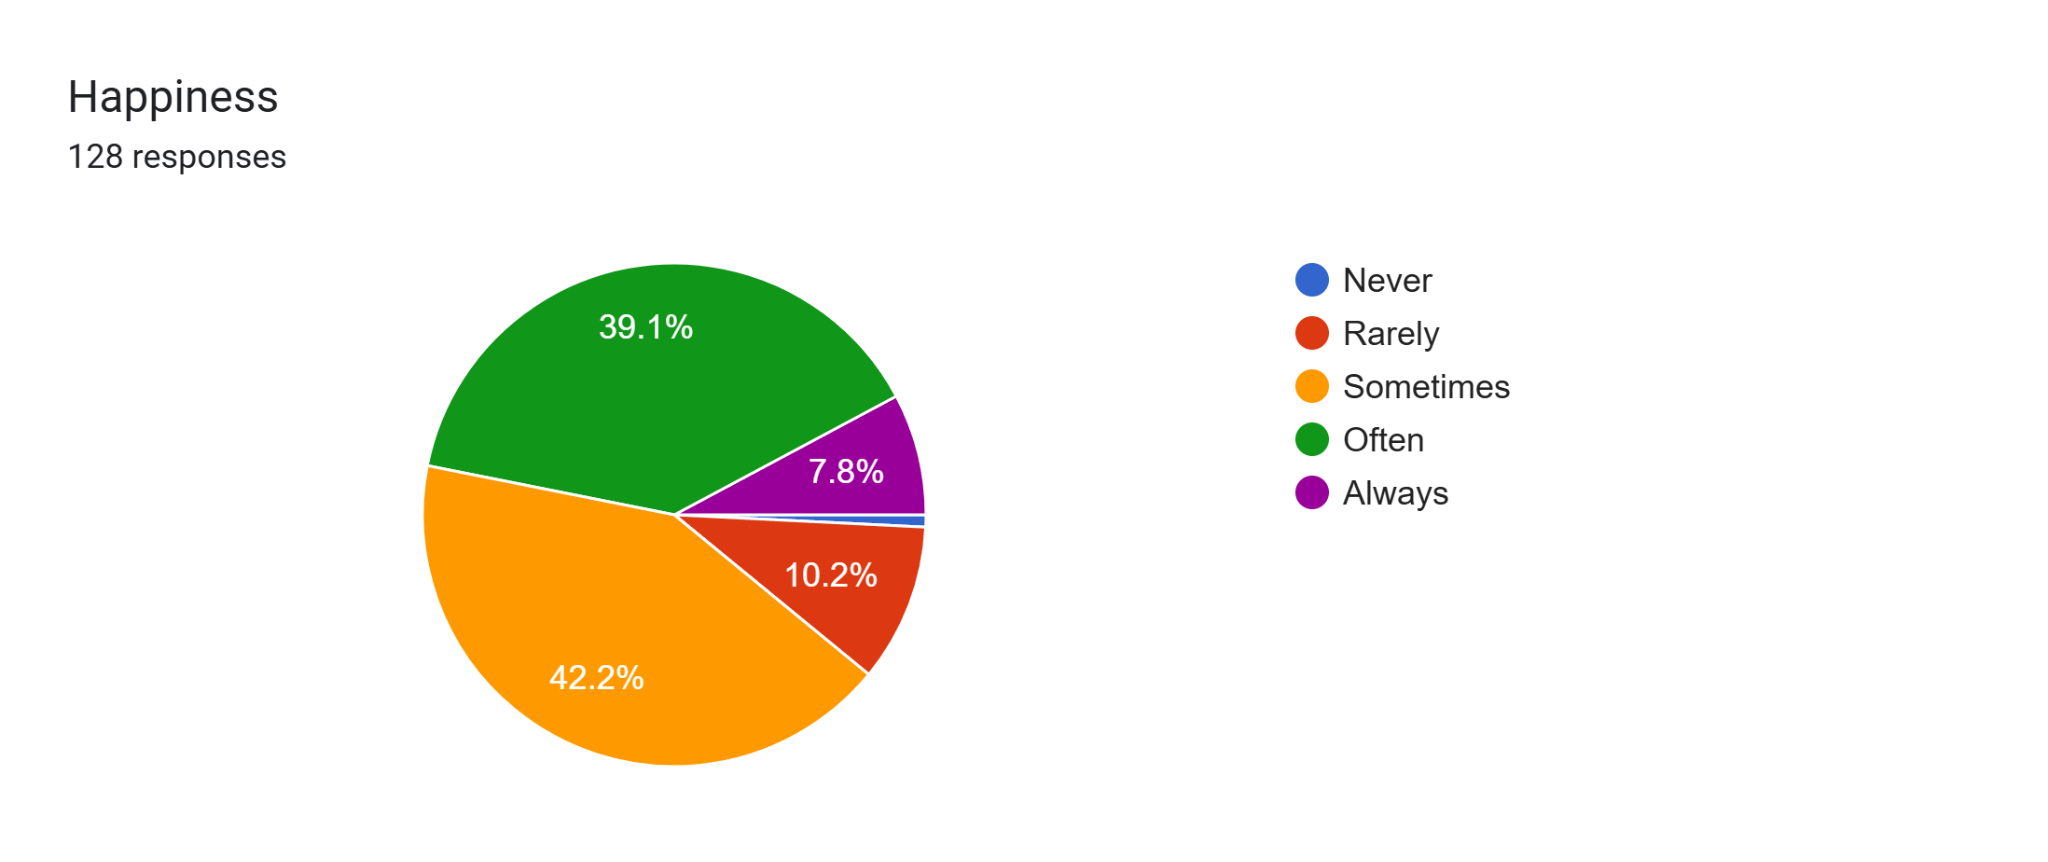 Happiness
128 responses
39.1%
7.8%
10.2%
42.2%
Never
Rarely
Sometimes
Often
Always